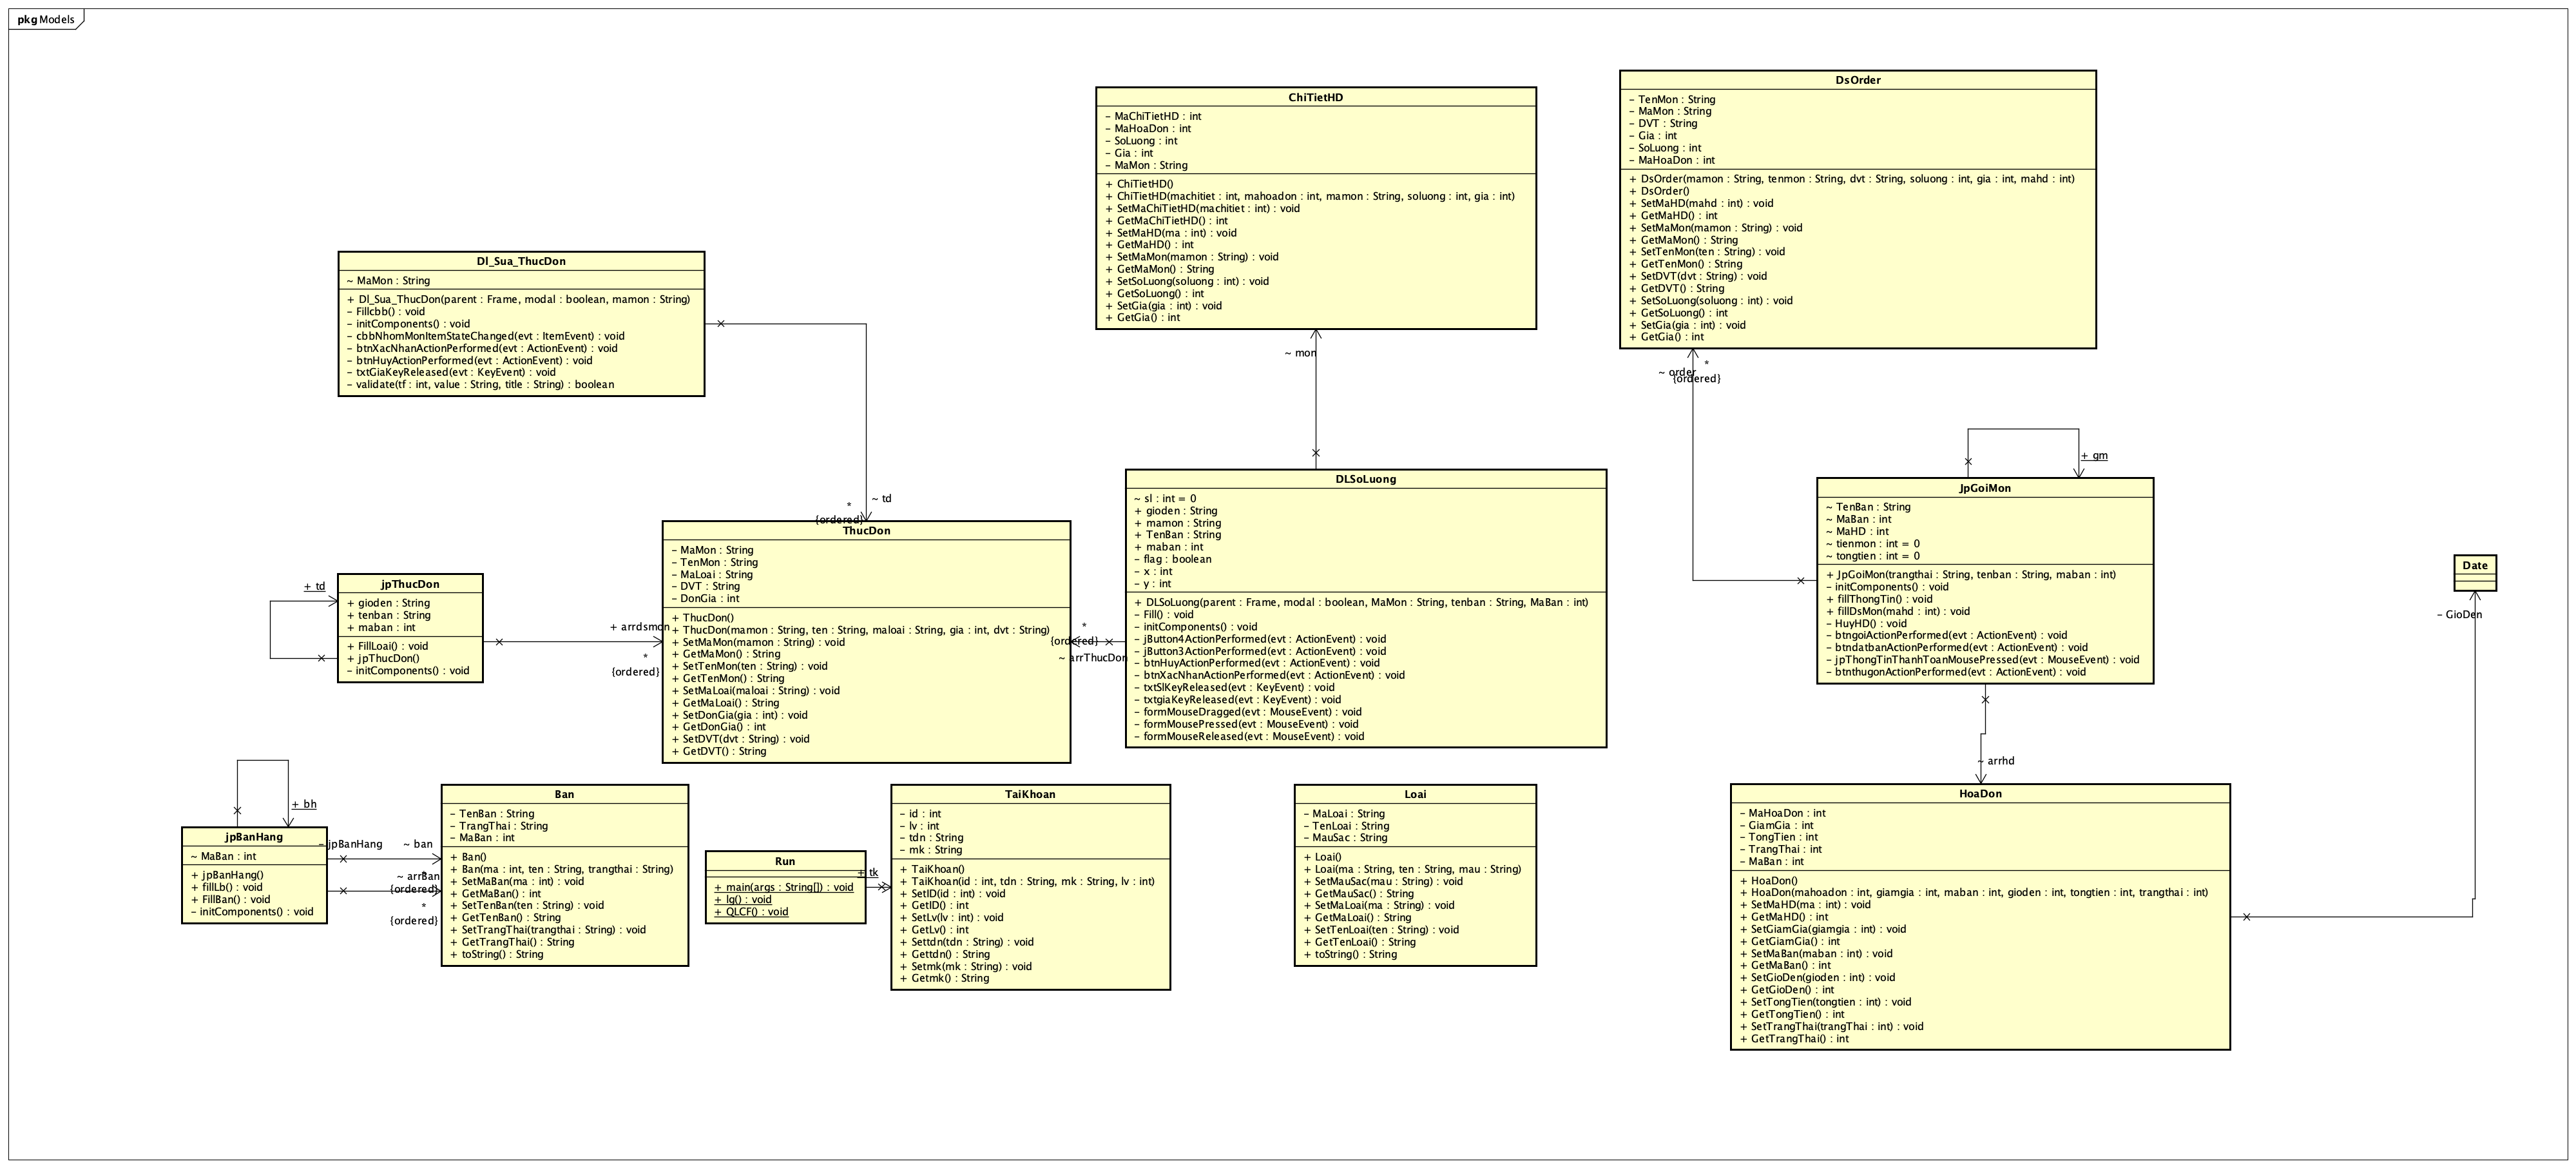 pkg Models
DsOrder
– TenMon : String
– MaMon : String
– DVT : String
– Gia : int
– SoLuong : int
– MaHoaDon : int
+ DsOrder(mamon : String, tenmon : String, dvt : String, soluong : int, gia : int, mahd : int)
+ DsOrder()
+ SetMaHD(mahd : int) : void
+ GetMaHD() : int
+ SetMaMon(mamon : String) : void
+ GetMaMon() : String
+ SetTenMon(ten : String) : void
+ GetTenMon() : String
+ SetDVT(dvt : String) : void
+ GetDVT() : String
+ SetSoLuong(soluong : int) : void
+ GetSoLuong() : int
+ SetGia(gia : int) : void
+ GetGia() : int
ChiTietHD
– MaChiTietHD : int
– MaHoaDon : int
– SoLuong : int
– Gia : int
– MaMon : String
+ ChiTietHD()
+ ChiTietHD(machitiet : int, mahoadon : int, mamon : String, soluong : int, gia : int)
+ SetMaChiTietHD(machitiet : int) : void
+ GetMaChiTietHD() : int
+ SetMaHD(ma : int) : void
+ GetMaHD() : int
+ SetMaMon(mamon : String) : void
+ GetMaMon() : String
+ SetSoLuong(soluong : int) : void
+ GetSoLuong() : int
+ SetGia(gia : int) : void
+ GetGia() : int
Dl_Sua_ThucDon
~ MaMon : String
+ Dl_Sua_ThucDon(parent : Frame, modal : boolean, mamon : String)
– Fillcbb() : void
– initComponents() : void
– cbbNhomMonItemStateChanged(evt : ItemEvent) : void
– btnXacNhanActionPerformed(evt : ActionEvent) : void
– btnHuyActionPerformed(evt : ActionEvent) : void
– txtGiaKeyReleased(evt : KeyEvent) : void
– validate(tf : int, value : String, title : String) : boolean
~ mon
*
~ order
{ordered}
+ gm
~ td
*
{ordered}
DLSoLuong
~ sl : int = 0
+ gioden : String
+ mamon : String
+ TenBan : String
+ maban : int
– flag : boolean
– x : int
– y : int
+ DLSoLuong(parent : Frame, modal : boolean, MaMon : String, tenban : String, MaBan : int)
– Fill() : void
– initComponents() : void
– jButton4ActionPerformed(evt : ActionEvent) : void
– jButton3ActionPerformed(evt : ActionEvent) : void
– btnHuyActionPerformed(evt : ActionEvent) : void
– btnXacNhanActionPerformed(evt : ActionEvent) : void
– txtSlKeyReleased(evt : KeyEvent) : void
– txtgiaKeyReleased(evt : KeyEvent) : void
– formMouseDragged(evt : MouseEvent) : void
– formMousePressed(evt : MouseEvent) : void
– formMouseReleased(evt : MouseEvent) : void
JpGoiMon
~ TenBan : String
~ MaBan : int
~ MaHD : int
~ tienmon : int = 0
~ tongtien : int = 0
+ JpGoiMon(trangthai : String, tenban : String, maban : int)
– initComponents() : void
+ fillThongTin() : void
+ fillDsMon(mahd : int) : void
– HuyHD() : void
– btngoiActionPerformed(evt : ActionEvent) : void
– btndatbanActionPerformed(evt : ActionEvent) : void
– jpThongTinThanhToanMousePressed(evt : MouseEvent) : void
– btnthugonActionPerformed(evt : ActionEvent) : void
ThucDon
– MaMon : String
– TenMon : String
– MaLoai : String
– DVT : String
– DonGia : int
+ ThucDon()
+ ThucDon(mamon : String, ten : String, maloai : String, gia : int, dvt : String)
+ SetMaMon(mamon : String) : void
+ GetMaMon() : String
+ SetTenMon(ten : String) : void
+ GetTenMon() : String
+ SetMaLoai(maloai : String) : void
+ GetMaLoai() : String
+ SetDonGia(gia : int) : void
+ GetDonGia() : int
+ SetDVT(dvt : String) : void
+ GetDVT() : String
Date
– GioDen
jpThucDon
+ gioden : String
+ tenban : String
+ maban : int
+ FillLoai() : void
+ jpThucDon()
– initComponents() : void
+ td
+ arrdsmon
*
{ordered}
*
{ordered}
~ arrThucDon
~ arrhd
+ bh
jpBanHang
~ MaBan : int
+ jpBanHang()
+ fillLb() : void
+ FillBan() : void
– initComponents() : void
– jpBanHang
~ ban
*
{ordered}
~ arrBan
*
{ordered}
Ban
– TenBan : String
– TrangThai : String
– MaBan : int
+ Ban()
+ Ban(ma : int, ten : String, trangthai : String)
+ SetMaBan(ma : int) : void
+ GetMaBan() : int
+ SetTenBan(ten : String) : void
+ GetTenBan() : String
+ SetTrangThai(trangthai : String) : void
+ GetTrangThai() : String
+ toString() : String
Run
+ main(args : String[]) : void
+ lg() : void
+ QLCF() : void
+ tk
TaiKhoan
– id : int
– lv : int
– tdn : String
– mk : String
+ TaiKhoan()
+ TaiKhoan(id : int, tdn : String, mk : String, lv : int)
+ SetID(id : int) : void
+ GetID() : int
+ SetLv(lv : int) : void
+ GetLv() : int
+ Settdn(tdn : String) : void
+ Gettdn() : String
+ Setmk(mk : String) : void
+ Getmk() : String
Loai
– MaLoai : String
– TenLoai : String
– MauSac : String
+ Loai()
+ Loai(ma : String, ten : String, mau : String)
+ SetMauSac(mau : String) : void
+ GetMauSac() : String
+ SetMaLoai(ma : String) : void
+ GetMaLoai() : String
+ SetTenLoai(ten : String) : void
+ GetTenLoai() : String
+ toString() : String
HoaDon
– MaHoaDon : int
– GiamGia : int
– TongTien : int
– TrangThai : int
– MaBan : int
+ HoaDon()
+ HoaDon(mahoadon : int, giamgia : int, maban : int, gioden : int, tongtien : int, trangthai : int)
+ SetMaHD(ma : int) : void
+ GetMaHD() : int
+ SetGiamGia(giamgia : int) : void
+ GetGiamGia() : int
+ SetMaBan(maban : int) : void
+ GetMaBan() : int
+ SetGioDen(gioden : int) : void
+ GetGioDen() : int
+ SetTongTien(tongtien : int) : void
+ GetTongTien() : int
+ SetTrangThai(trangThai : int) : void
+ GetTrangThai() : int